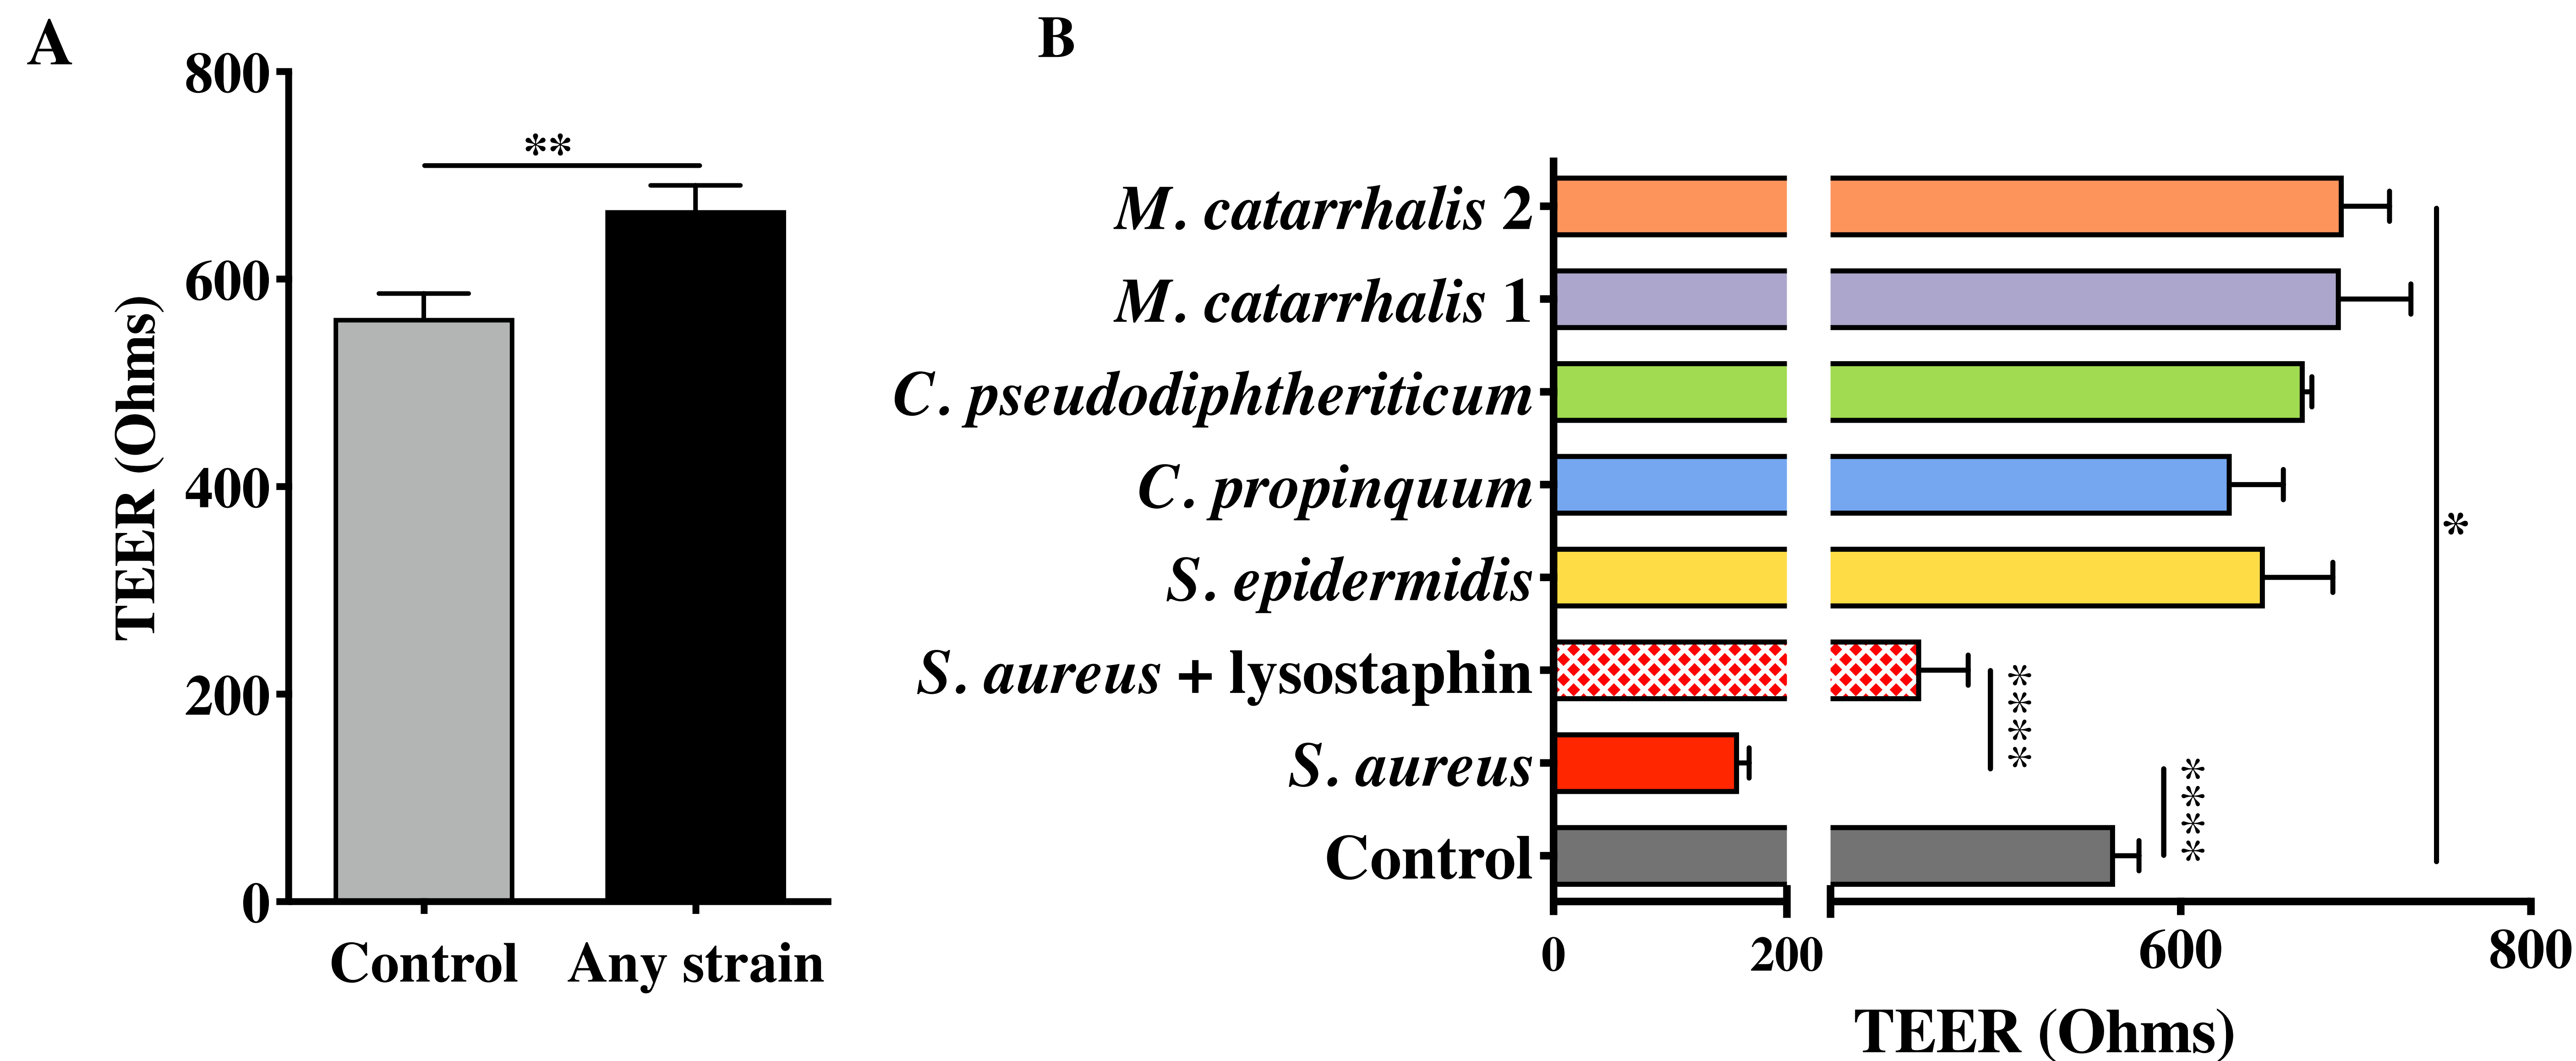 A
800
600
400
200
0
TEER (Ohms)
**
Control
Any strain
B
M. catarrhalis 2
M. catarrhalis 1
C. pseudodiphtheriticum
C. propinquum
S. epidermidis
S. aureus + lysostaphin
S. aureus
Control
****
****
*
0
200
600
800
TEER (Ohms)